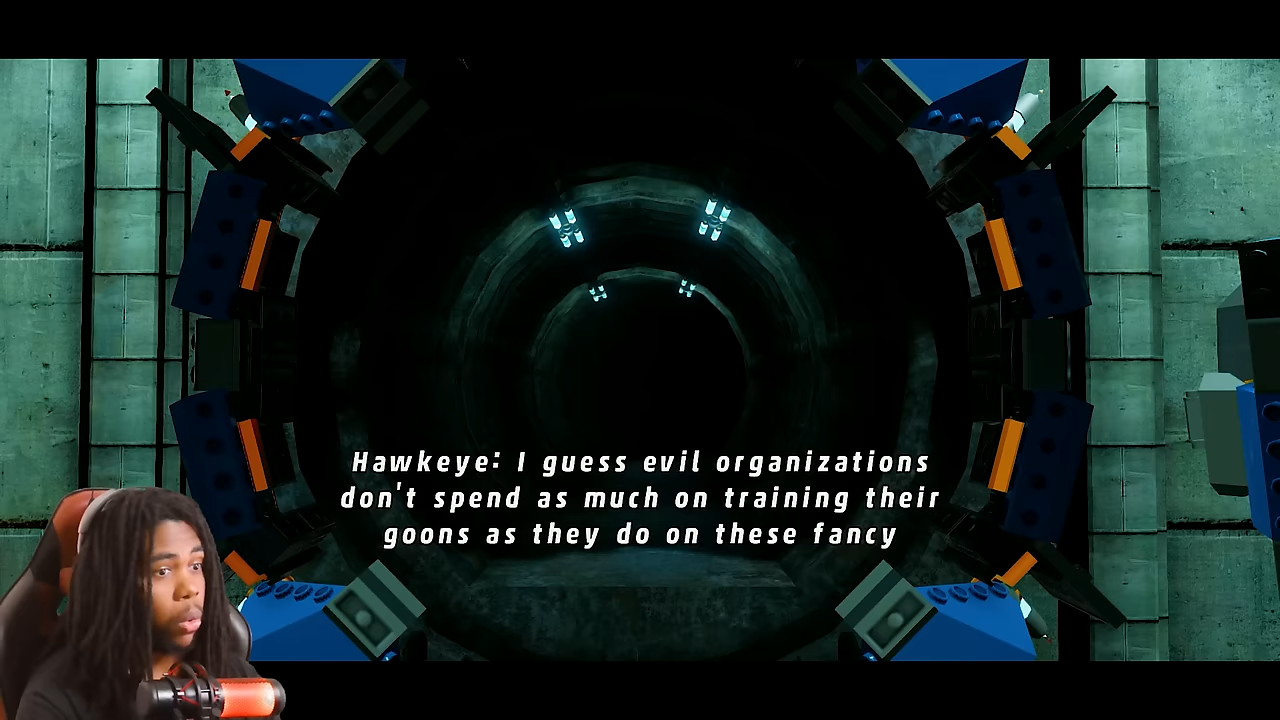 Hawkeye: I guess evil organizations
don't spend as much on training their
goons as they do on these fancy